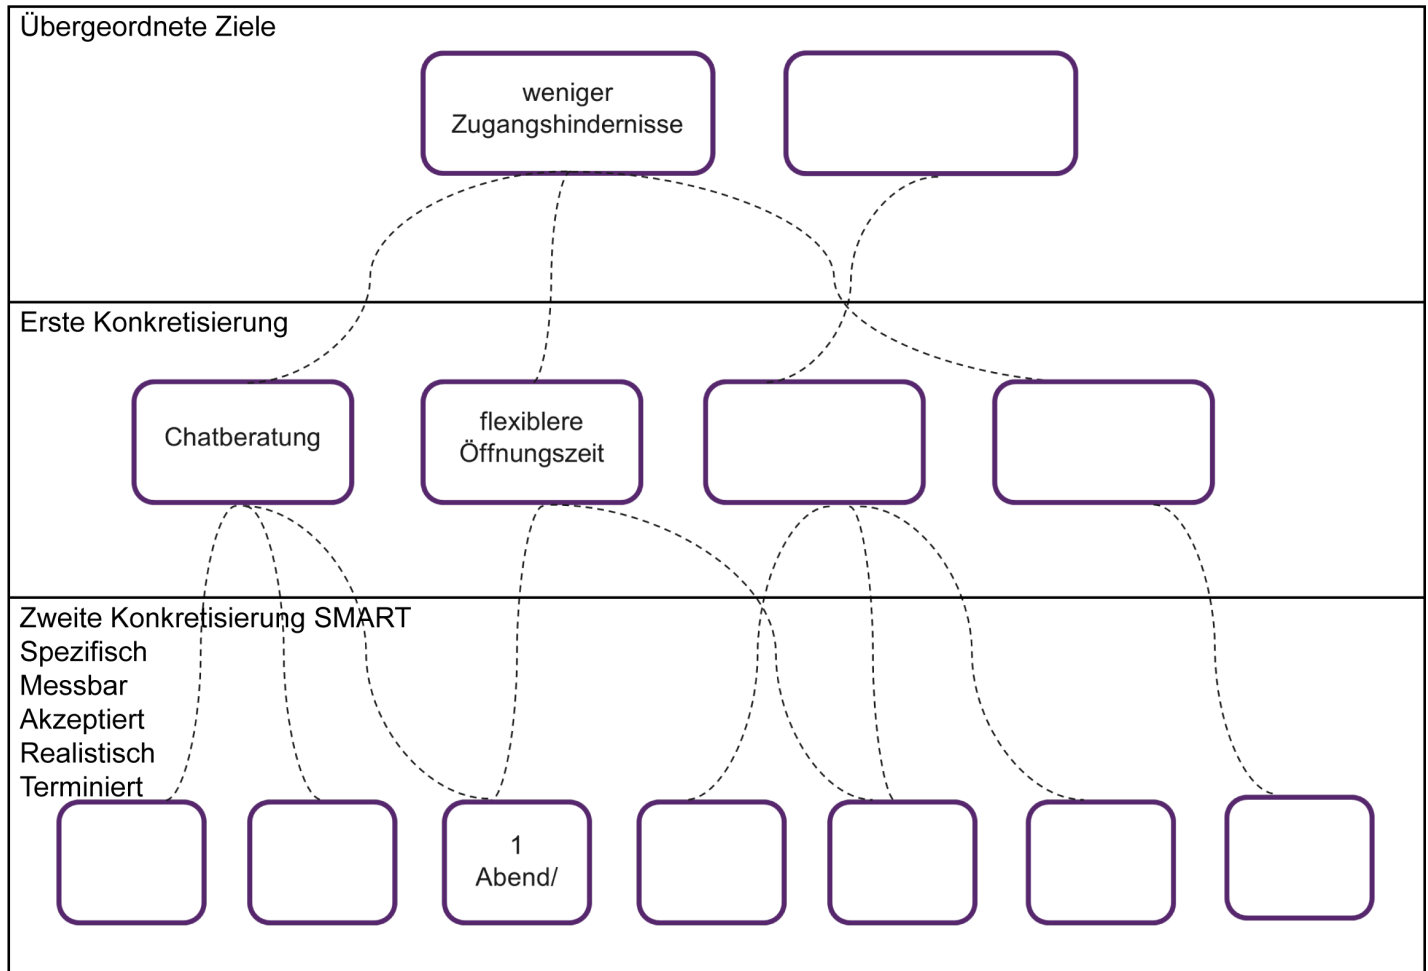 Übergeordnete Ziele
weniger
Zugangshindernisse
Erste Konkretisierung
Chatberatung
flexiblere
Öffnungszeit
Zweite Konkretisierung SMART
Spezifisch
Messbar
Akzeptiert
Realistisch
Terminiert
1
Abend/